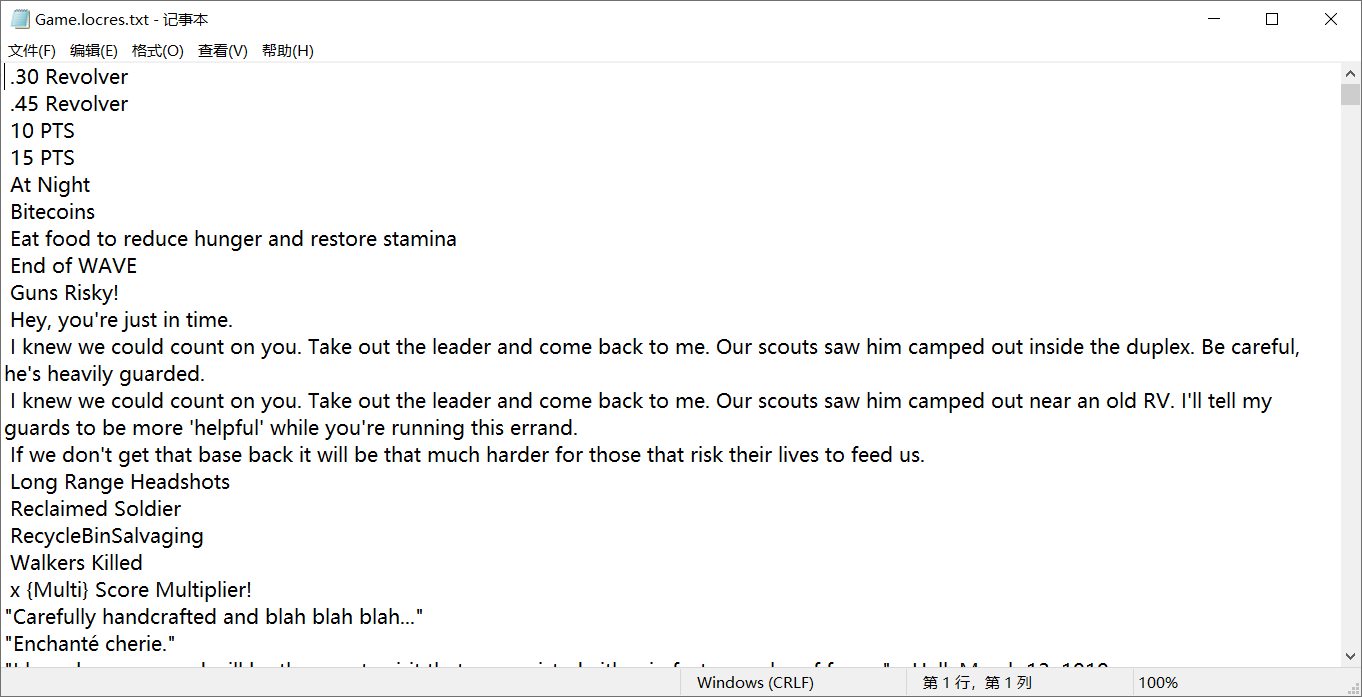 Game.locres.txt - 记事本
文件(F) 编辑(E) 格式(O) 查看(V) 帮助(H)
.30 Revolver
.45 Revolver
10 PTS
15 PTS
At Night
Bitecoins
Eat food to reduce hunger and restore stamina
End of WAVE
Guns Risky!
Hey, you're just in time.
I knew we could count on you. Take out the leader and come back to me. Our scouts saw him camped out inside the duplex. Be careful,
he's heavily guarded.
I knew we could count on you. Take out the leader and come back to me. Our scouts saw him camped out near an old RV. I'll tell my
guards to be more 'helpful' while you're running this errand.
If we don't get that base back it will be that much harder for those that risk their lives to feed us.
Long Range Headshots
Reclaimed Soldier
RecycleBinSalvaging
Walkers Killed
x {Multi} Score Multiplier!
"Carefully handcrafted and blah blah blah..."
"Enchanté cherie."
Windows (CRLF) 第 1 行，第 1 列 100%